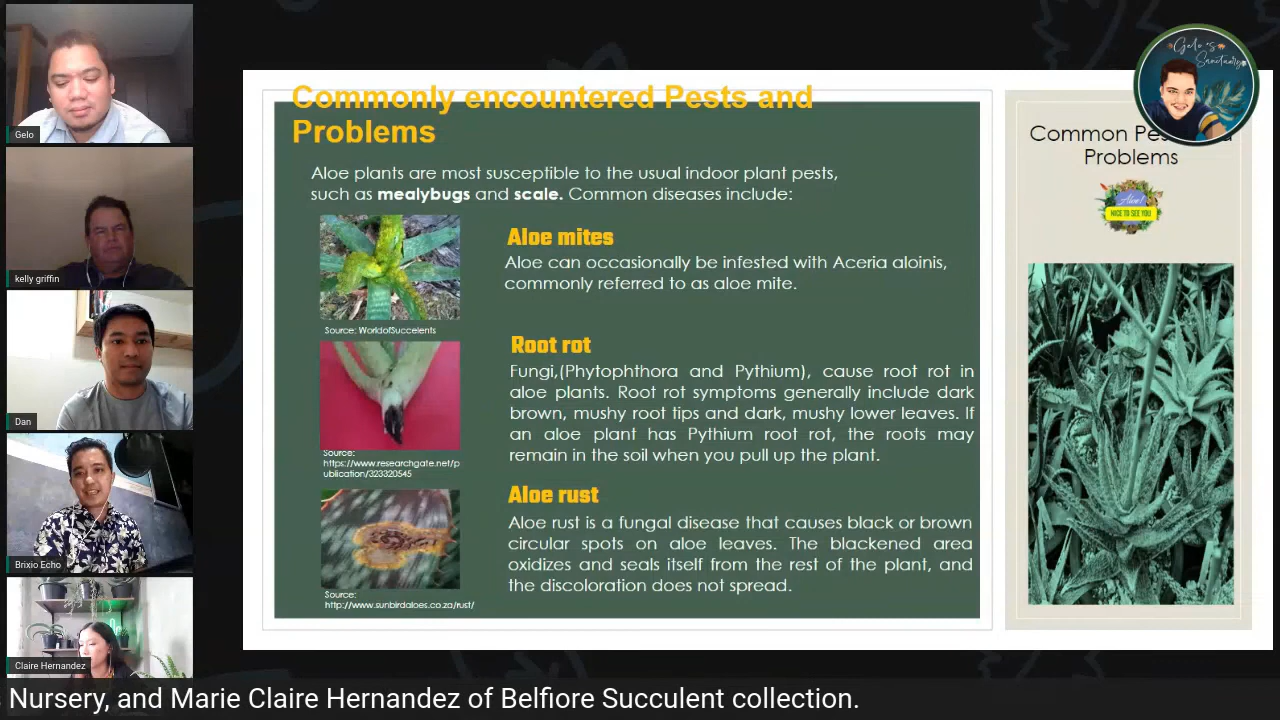 Gelo
kelly griffin
Dan
Brixio Echo
Claire Hernandez
Commonly encountered Pests and
Problems
Aloe plants are most susceptible to the usual indoor plant pests,
such as mealybugs and scale. Common diseases include:
Aloe mites
Aloe can occasionally be infested with Aceria aloinis,
commonly referred to as aloe mite.
Source: WorldofSuccelents
Root rot
Fungi,(Phytophthora and Pythium), cause root rot in
aloe plants. Root rot symptoms generally include dark
brown, mushy root tips and dark, mushy lower leaves. If
an aloe plant has Pythium root rot, the roots may
remain in the soil when you pull up the plant.
Source:
https://www.researchgate.net/p
ublication/323320545
Aloe rust
Aloe rust is a fungal disease that causes black or brown
circular spots on aloe leaves. The blackened area
oxidizes and seals itself from the rest of the plant, and
the discoloration does not spread.
Source:
http://www.sunbirdaloes.co.za/rust/
Gelo's
Sanctuary
Common Pe
Problems
Aloe!
NICE TO SEE YOU
Nursery, and Marie Claire Hernandez of Belfiore Succulent collection.